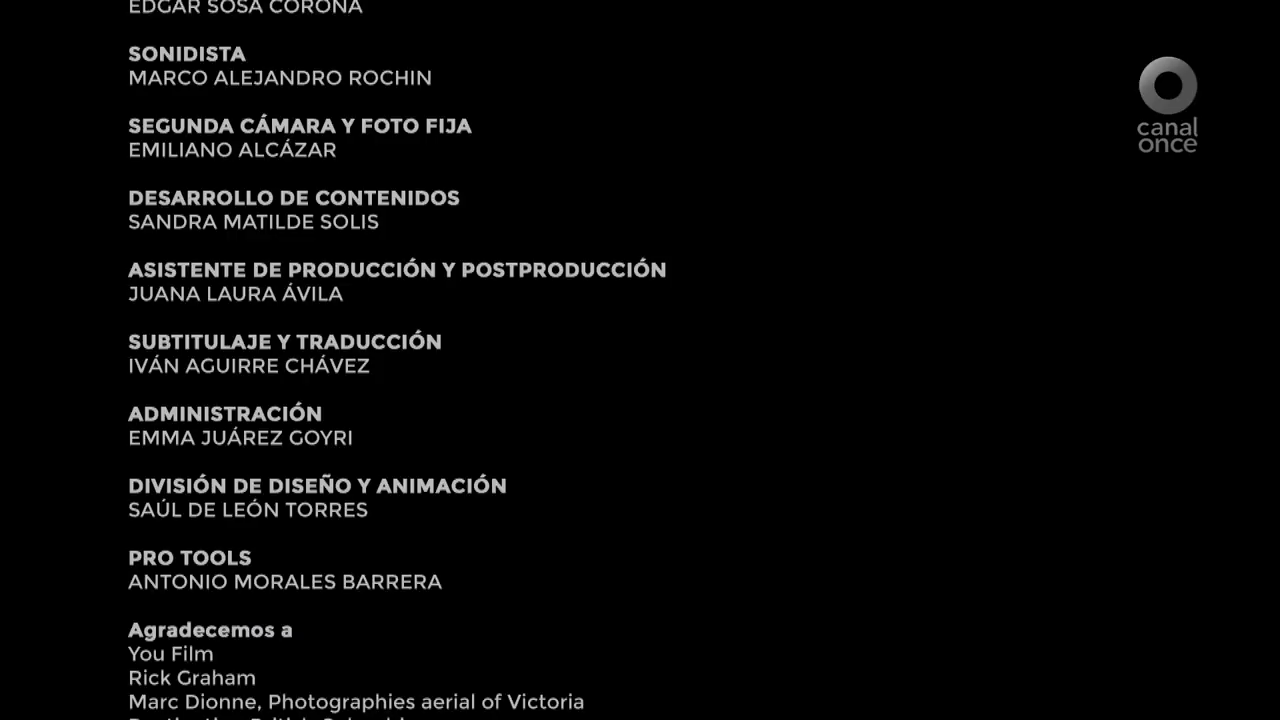 EDGAR SOSA CORONA
SONIDISTA
MARCO ALEJANDRO ROCHIN
SEGUNDA CÁMARA Y FOTO FIJA
EMILIANO ALCÁZAR
DESARROLLO DE CONTENIDOS
SANDRA MATILDE SOLIS
ASISTENTE DE PRODUCCIÓN Y POSTPRODUCCIÓN
JUANA LAURA ÁVILA
SUBTITULAJE Y TRADUCCIÓN
IVÁN AGUIRRE CHÁVEZ
ADMINISTRACIÓN
EMMA JUÁREZ GOYRI
DIVISIÓN DE DISEÑO Y ANIMACIÓN
SAÚL DE LEÓN TORRES
PRO TOOLS
ANTONIO MORALES BARRERA
Agradecemos a
You Film
Rick Graham
Marc Dionne, Photographies aerial of Victoria
canal
once